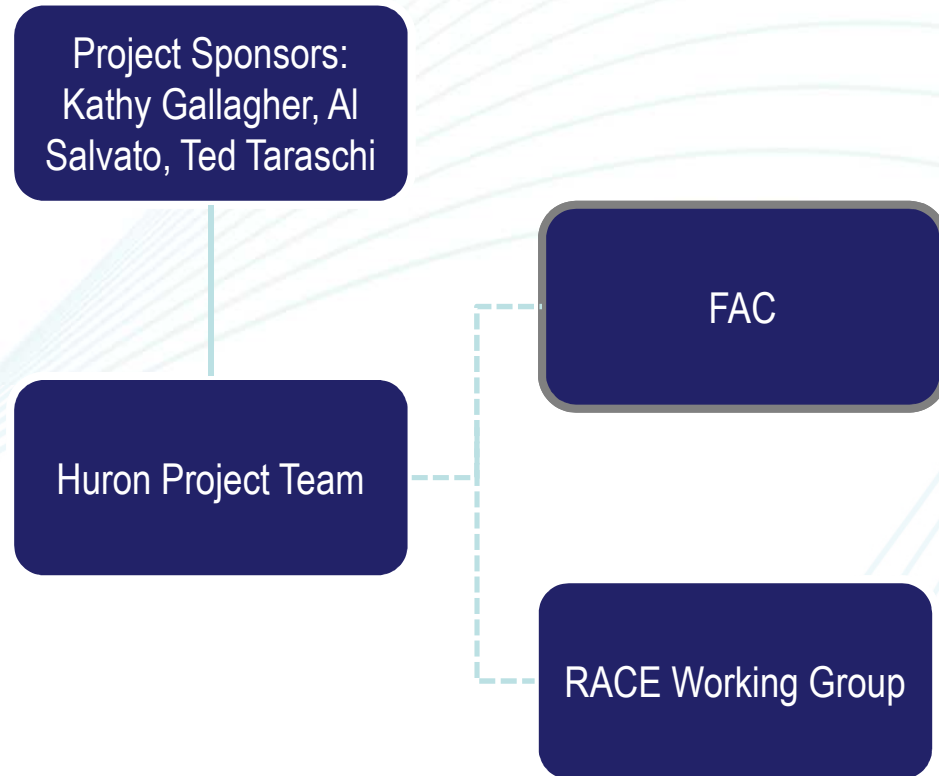 Project Sponsors:
Kathy Gallagher, Al
Salvato, Ted Taraschi
FAC
Huron Project Team
RACE Working Group